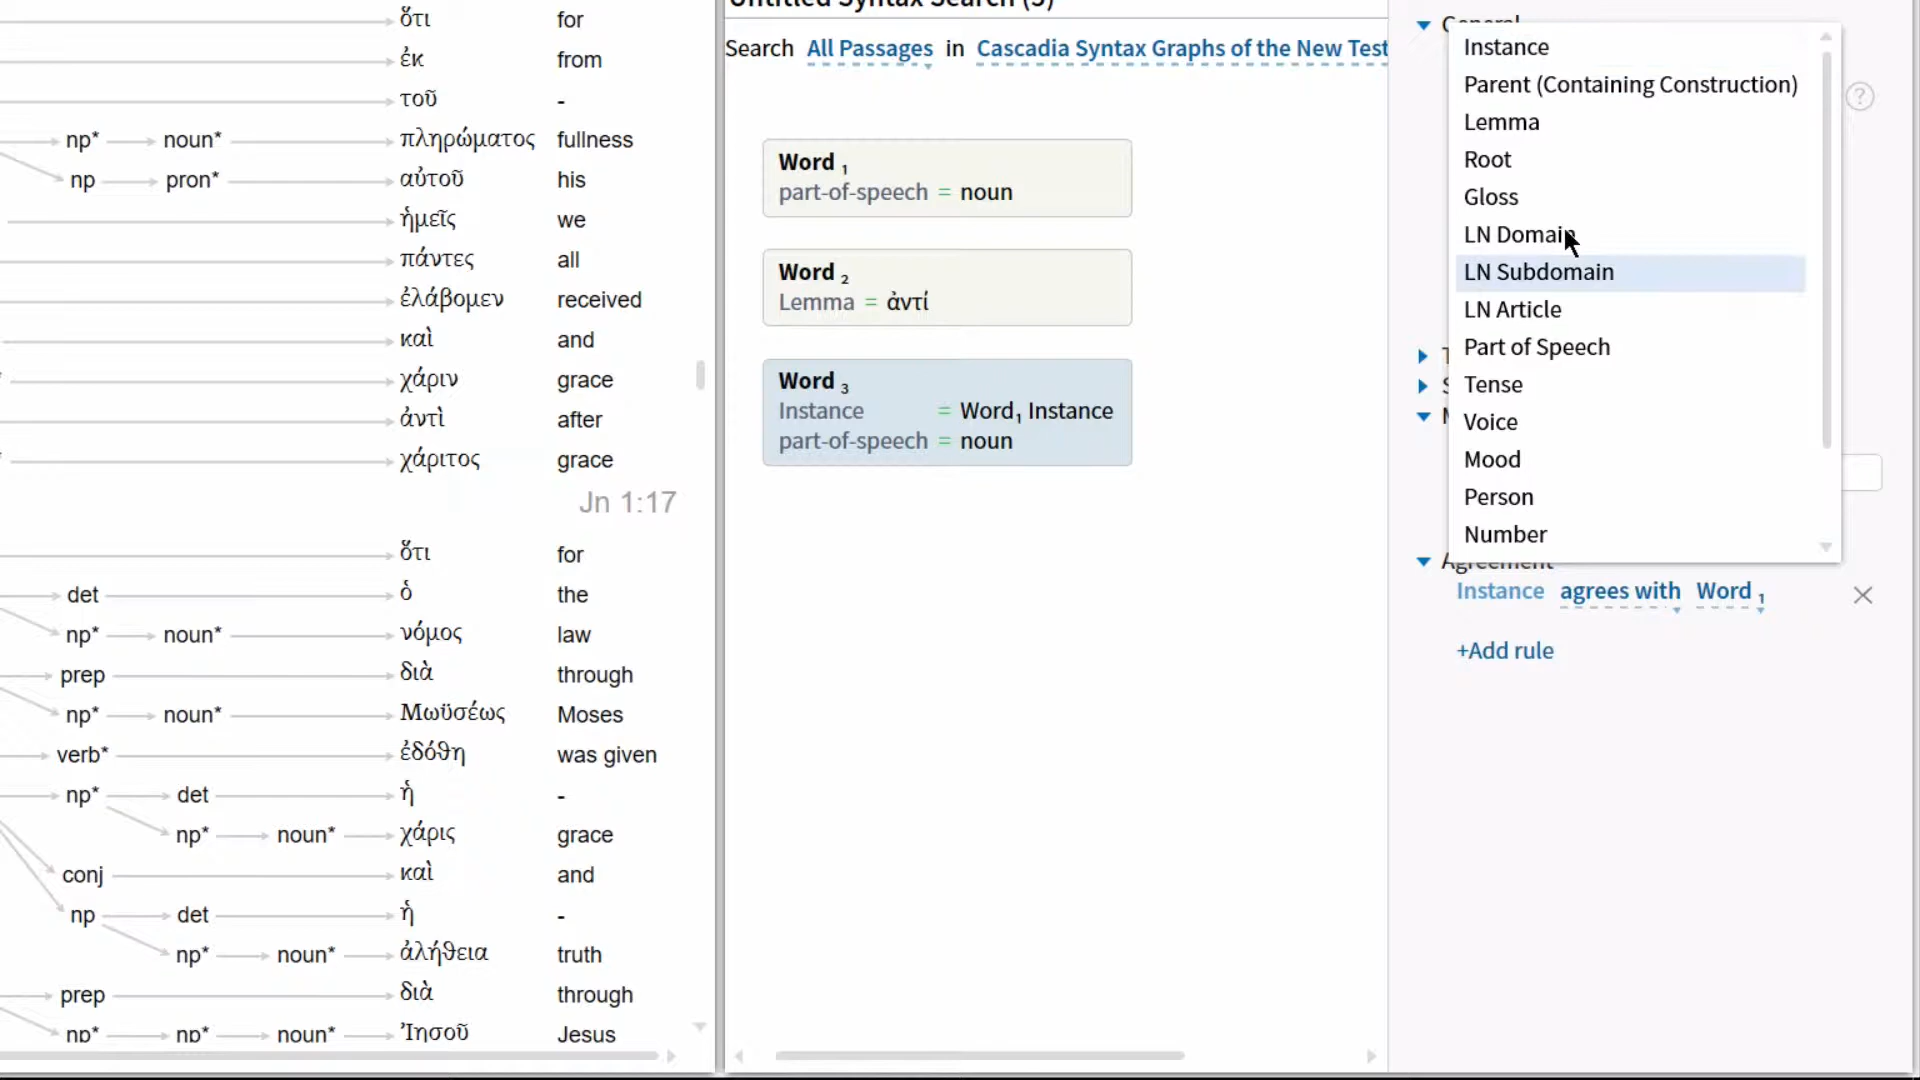 ὅτι for
ἐκ from
τοῦ -
np* noun* πληρώματος fullness
np pron* αὐτοῦ his
ἡμεῖς we
πάντες all
ἐλάβομεν received
καὶ and
χάριν grace
ἀντὶ after
χάριτος grace
Jn 1:17
ὅτι for
det ὁ the
np* noun* νόμος law
prep διὰ through
np* noun* Μωϋσέως Moses
verb* ἐδόθη was given
np* det ἡ -
np* noun* χάρις grace
conj καὶ and
np det ἡ -
np* noun* ἀλήθεια truth
prep διὰ through
np* np* noun* Ἰησοῦ Jesus
Untitled Syntax Search (3)
Search All Passages in Cascadia Syntax Graphs of the New Test
Word 1
part-of-speech = noun
Word 2
Lemma = ἀντί
Word 3
Instance = Word1 Instance
part-of-speech = noun
General
Instance
Parent (Containing Construction)
Lemma
Root
Gloss
LN Domain
LN Subdomain
LN Article
Part of Speech
Tense
Voice
Mood
Person
Number
Agreement
Instance agrees with Word 1
+Add rule